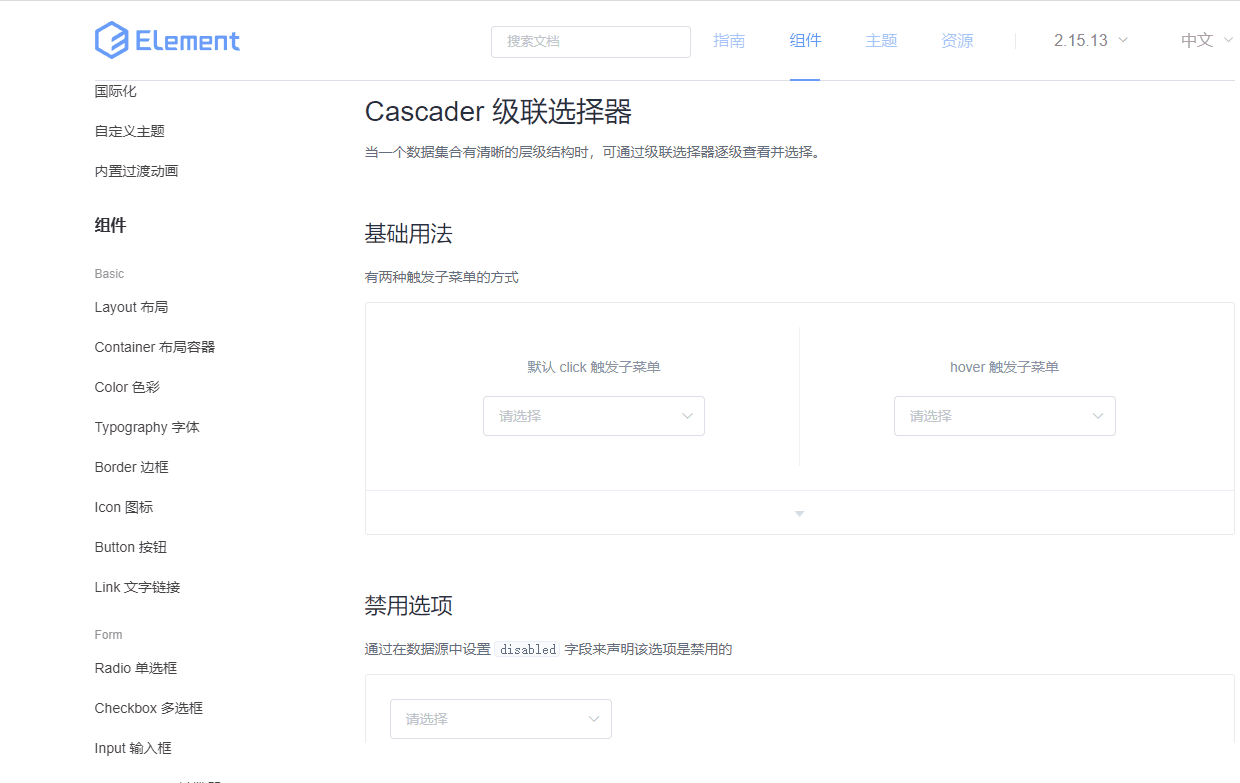 Element
搜索文档
指南
组件
主题
资源
2.15.13
中文
国际化
自定义主题
内置过渡动画
组件
Basic
Layout 布局
Container 布局容器
Color 色彩
Typography 字体
Border 边框
Icon 图标
Button 按钮
Link 文字链接
Form
Radio 单选框
Checkbox 多选框
Input 输入框
Cascader 级联选择器
当一个数据集合有清晰的层级结构时，可通过级联选择器逐级查看并选择。
基础用法
有两种触发子菜单的方式
默认 click 触发子菜单
请选择
hover 触发子菜单
请选择
禁用选项
通过在数据源中设置 disabled 字段来声明该选项是禁用的
请选择